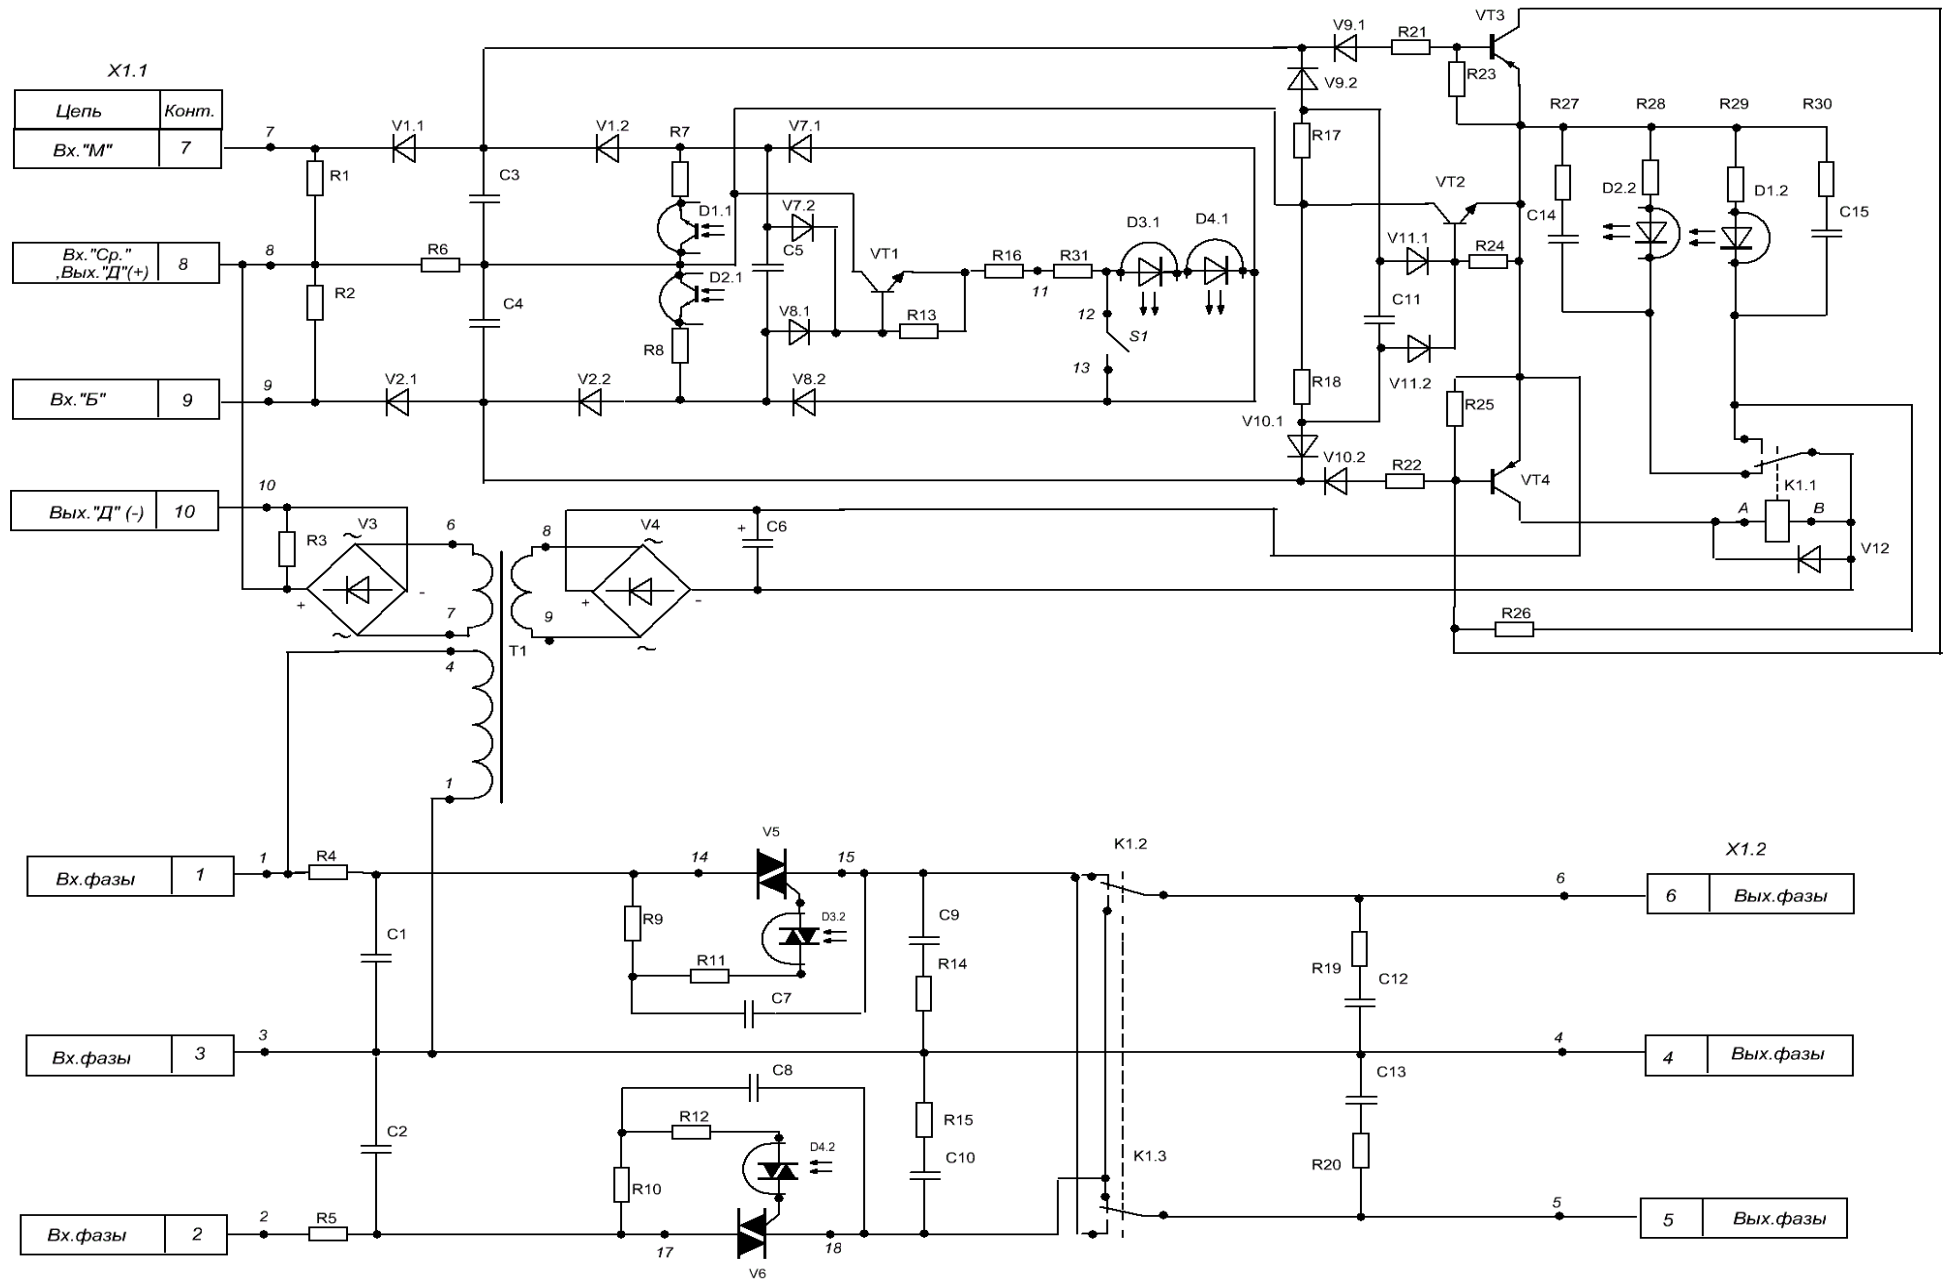 X1.1
Цепь Конт.
Вх."М" 7
Вх."Ср."
,Вых."Д"(+) 8
Вх."Б" 9
Вых."Д" (-) 10
7
8
9
10
R1
R2
V1.1
V2.1
R6
C3
C4
V1.2
V2.2
R7
D1.1
D2.1
R8
V7.1
V7.2
C5
V8.1
V8.2
VT1
R13
R16
11
R31
12
S1
13
D3.1
D4.1
V9.1
V9.2
R21
R23
VT3
R17
R18
VT2
V11.1
R24
C11
V11.2
V10.1
V10.2
R22
R25
VT4
R27
R28
R29
R30
C14
D2.2
D1.2
C15
K1.1
A
B
V12
R26
R3
V3
~
+
-
~
6
7
4
1
T1
8
9
V4
~
+
-
~
+
C6
Вх.фазы 1
1
R4
C1
R9
14
V5
15
D3.2
R11
C7
C9
R14
K1.2
Вх.фазы 3
3
C2
C8
R12
D4.2
R10
R15
C10
K1.3
Вх.фазы 2
2
R5
17
V6
18
X1.2
6
6 Вых.фазы
R19
C12
4
4 Вых.фазы
C13
R20
5
5 Вых.фазы